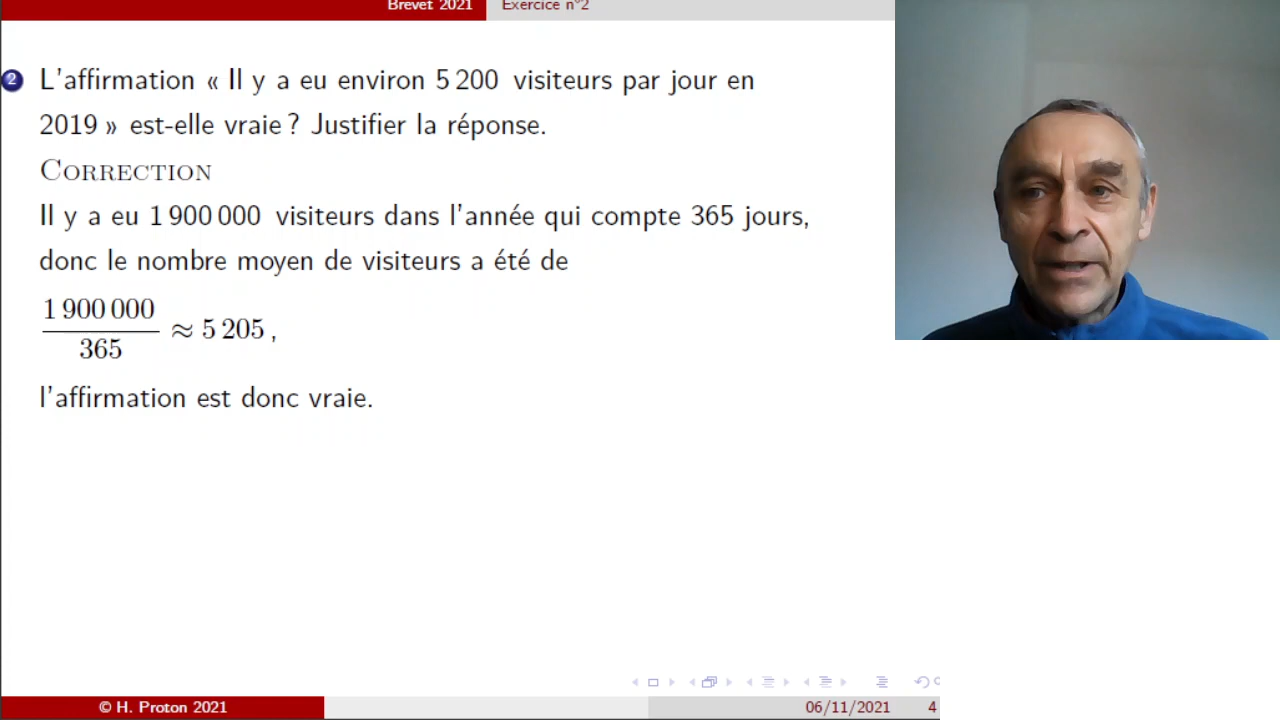 Brevet 2021 Exercice n°2
2 L'affirmation « Il y a eu environ 5 200 visiteurs par jour en
2019 » est-elle vraie ? Justifier la réponse.
CORRECTION
Il y a eu 1 900 000 visiteurs dans l'année qui compte 365 jours,
donc le nombre moyen de visiteurs a été de
1 900 000
365
≈ 5 205 ,
l'affirmation est donc vraie.
© H. Proton 2021 06/11/2021 4